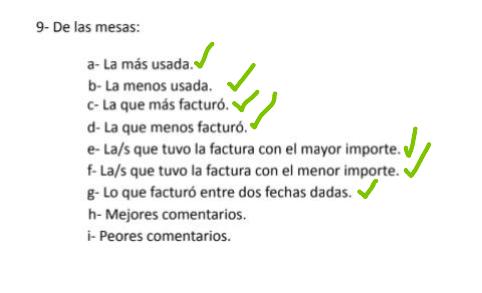 9- De las mesas:
a- La más usada.
b- La menos usada.
c- La que más facturó.
d- La que menos facturó.
e- La/s que tuvo la factura con el mayor importe.
f- La/s que tuvo la factura con el menor importe.
g- Lo que facturó entre dos fechas dadas.
h- Mejores comentarios.
i- Peores comentarios.